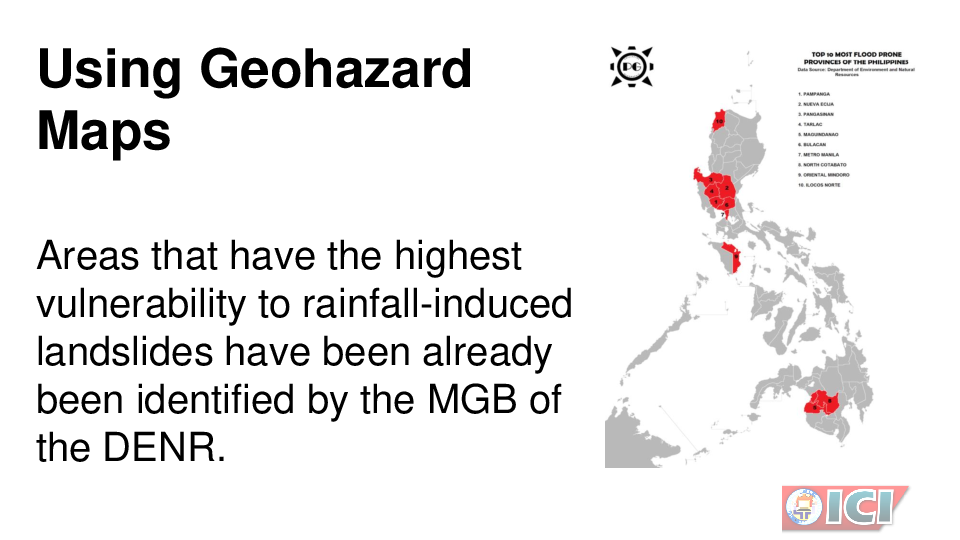 Using Geohazard
Maps
Areas that have the highest
vulnerability to rainfall-induced
landslides have been already
been identified by the MGB of
the DENR.
PG
TOP 10 MOST FLOOD PRONE
PROVINCES OF THE PHILIPPINES
Data Source: Department of Environment and Natural
Resources
1. PAMPANGA
2. NUEVA ECIJA
3. PANGASINAN
4. TARLAC
5. MAGUINDANAO
6. BULACAN
7. METRO MANILA
8. NORTH COTABATO
9. ORIENTAL MINDORO
10. ILOCOS NORTE
10
3
2
4
1 6
7
9
5 8
ICI